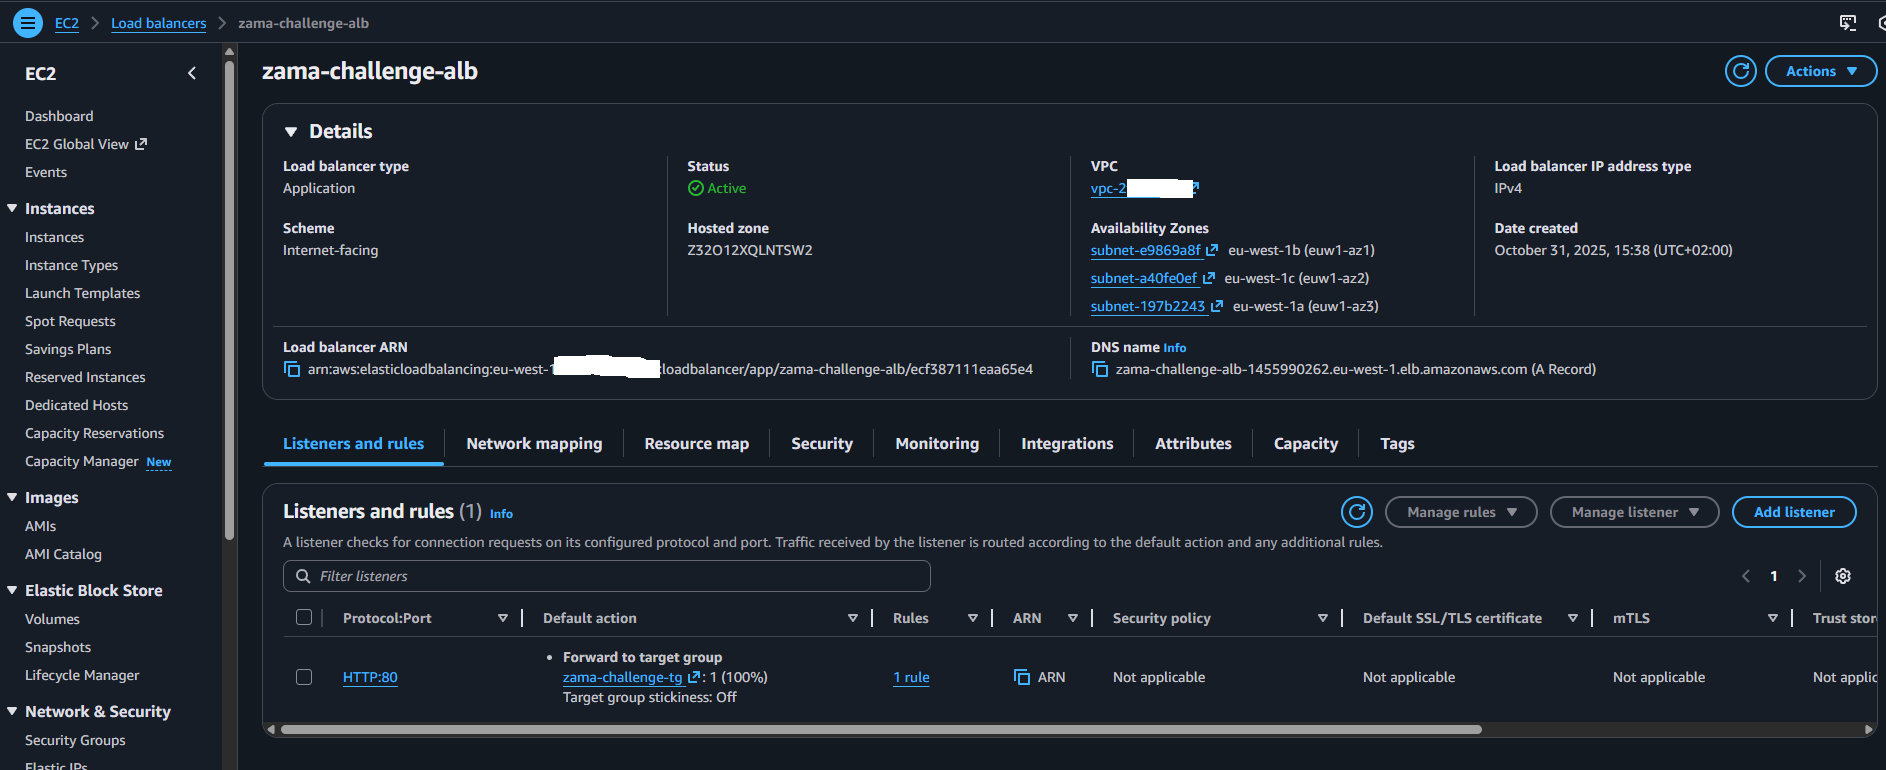 EC2 > Load balancers > zama-challenge-alb
EC2
Dashboard
EC2 Global View
Events
Instances
Instances
Instance Types
Launch Templates
Spot Requests
Savings Plans
Reserved Instances
Dedicated Hosts
Capacity Reservations
Capacity Manager New
Images
AMIs
AMI Catalog
Elastic Block Store
Volumes
Snapshots
Lifecycle Manager
Network & Security
Security Groups
Elastic IPs
zama-challenge-alb
Actions
Details
Load balancer type
Application
Status
Active
VPC
vpc-2
Load balancer IP address type
IPv4
Scheme
Internet-facing
Hosted zone
Z32O12XQLNTSW2
Availability Zones
subnet-e9869a8f eu-west-1b (euw1-az1)
subnet-a40fe0ef eu-west-1c (euw1-az2)
subnet-197b2243 eu-west-1a (euw1-az3)
Date created
October 31, 2025, 15:38 (UTC+02:00)
Load balancer ARN
arn:aws:elasticloadbalancing:eu-west-1 :loadbalancer/app/zama-challenge-alb/ecf387111eaa65e4
DNS name Info
zama-challenge-alb-1455990262.eu-west-1.elb.amazonaws.com (A Record)
Listeners and rules Network mapping Resource map Security Monitoring Integrations Attributes Capacity Tags
Listeners and rules (1) Info
Manage rules Manage listener Add listener
A listener checks for connection requests on its configured protocol and port. Traffic received by the listener is routed according to the default action and any additional rules.
Filter listeners
1
Protocol:Port Default action Rules ARN Security policy Default SSL/TLS certificate mTLS Trust stor
HTTP:80
• Forward to target group
zama-challenge-tg : 1 (100%)
Target group stickiness: Off
1 rule
ARN
Not applicable
Not applicable
Not applicable
Not applic